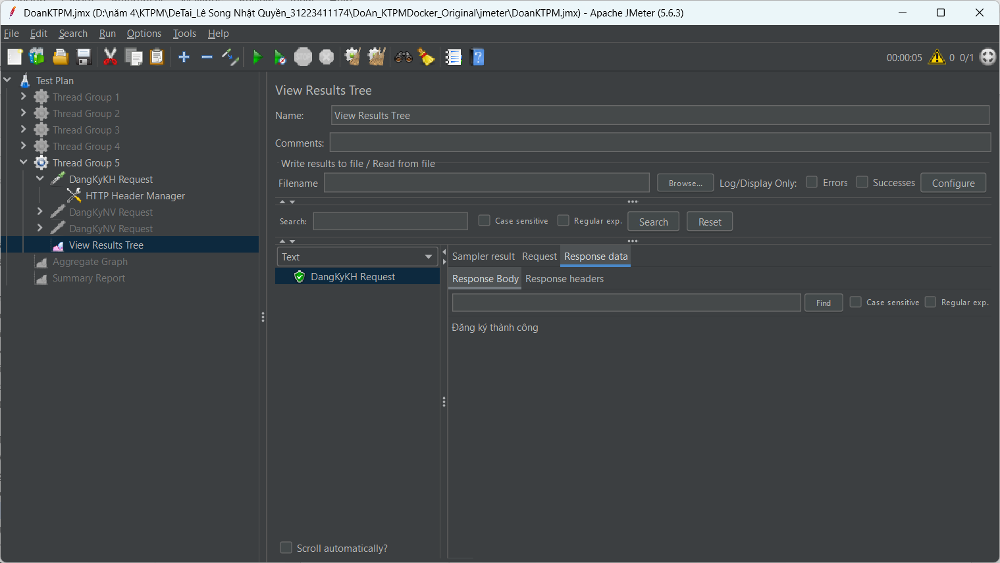 DoanKTPM.jmx (D:\năm 4\KTPM\DeTai_Lê Song Nhật Quyền_31223411174\DoAn_KTPMDocker_Original\jmeter\DoanKTPM.jmx) - Apache JMeter (5.6.3)
File Edit Search Run Options Tools Help
STOP
00:00:05 0 0/1
Test Plan
Thread Group 1
Thread Group 2
Thread Group 3
Thread Group 4
Thread Group 5
DangKyKH Request
HTTP Header Manager
DangKyNV Request
DangKyNV Request
View Results Tree
Aggregate Graph
Summary Report
View Results Tree
Name: View Results Tree
Comments:
Write results to file / Read from file
Filename Browse... Log/Display Only: Errors Successes Configure
Search: Case sensitive Regular exp. Search Reset
Text
DangKyKH Request
Scroll automatically?
Sampler result Request Response data
Response Body Response headers
Find Case sensitive Regular exp.
Đăng ký thành công